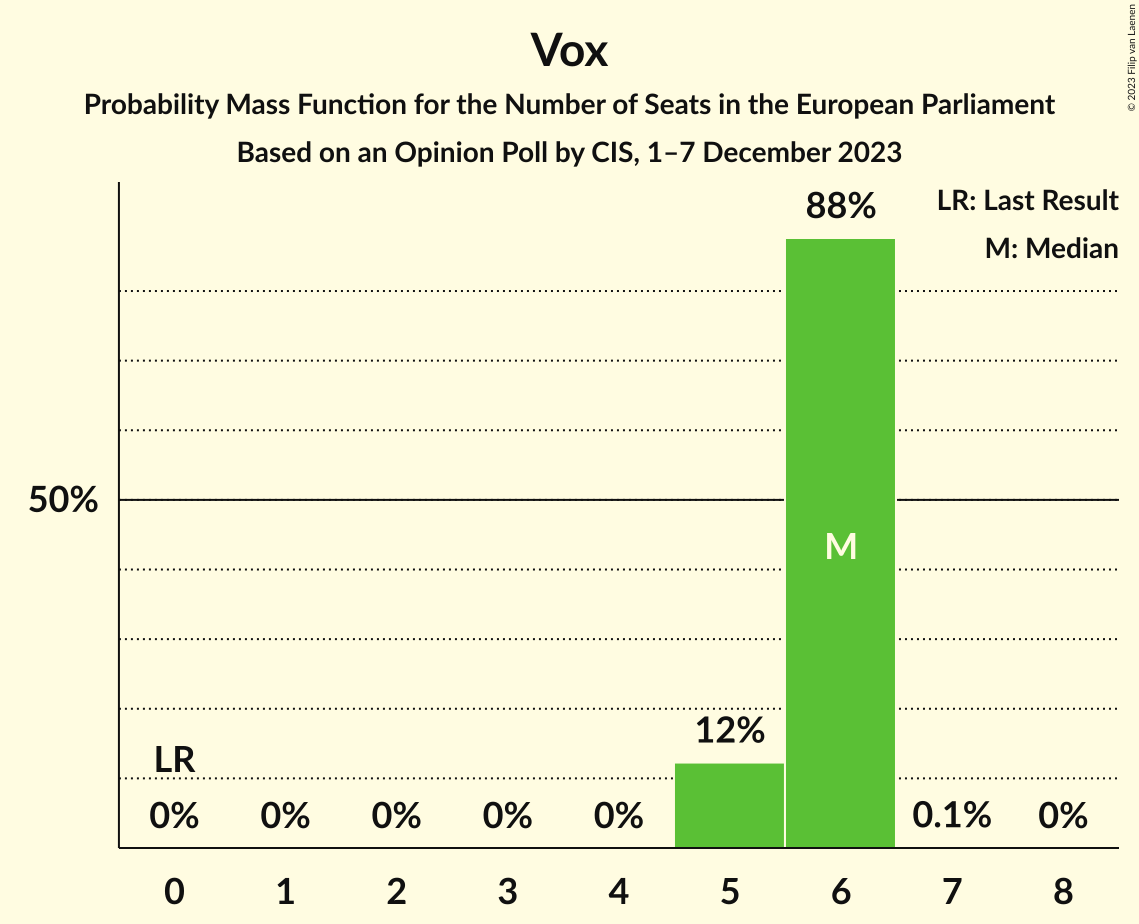 Vox
Probability Mass Function for the Number of Seats in the European Parliament
Based on an Opinion Poll by CIS, 1–7 December 2023
© 2023 Filip van Laenen
LR: Last Result
M: Median
88%
50%
M
12%
LR
0% 0% 0% 0% 0% 0.1% 0%
0 1 2 3 4 5 6 7 8